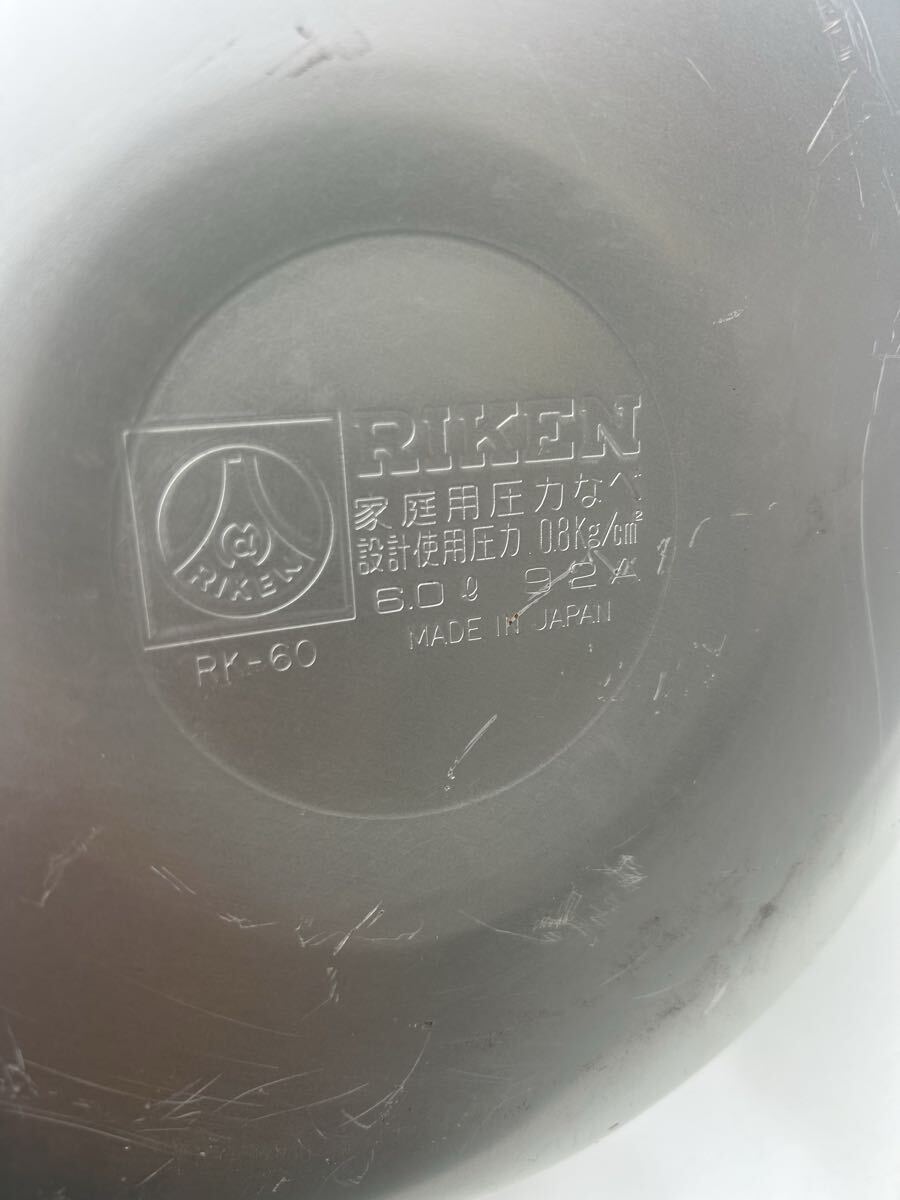 RIKEN
家庭用圧力なべ
設計使用圧力 0.8Kg/cm²
6.0ℓ 92
MADE IN JAPAN
RIKEN
RK-60